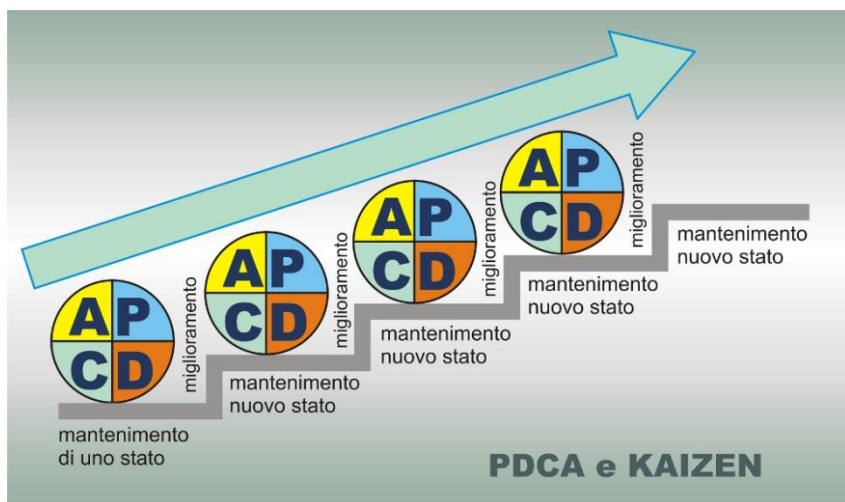 A P
C D
mantenimento
di uno stato
miglioramento
A P
C D
mantenimento
nuovo stato
miglioramento
A P
C D
mantenimento
nuovo stato
miglioramento
A P
C D
mantenimento
nuovo stato
miglioramento
mantenimento
nuovo stato
PDCA e KAIZEN